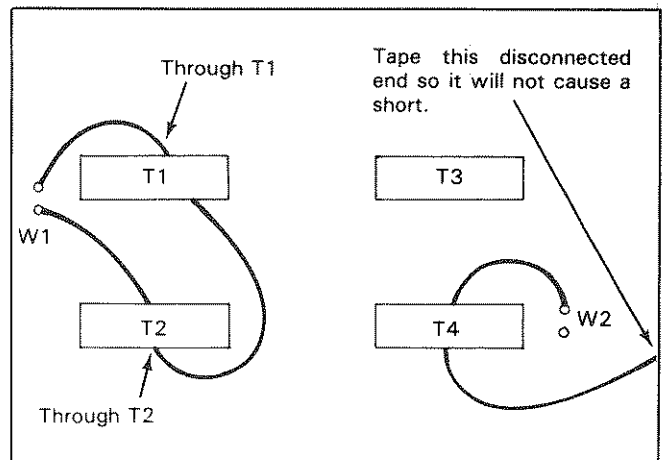 Through T1
Tape this disconnected
end so it will not cause a
short.
T1
T3
W1
T2
T4
W2
Through T2